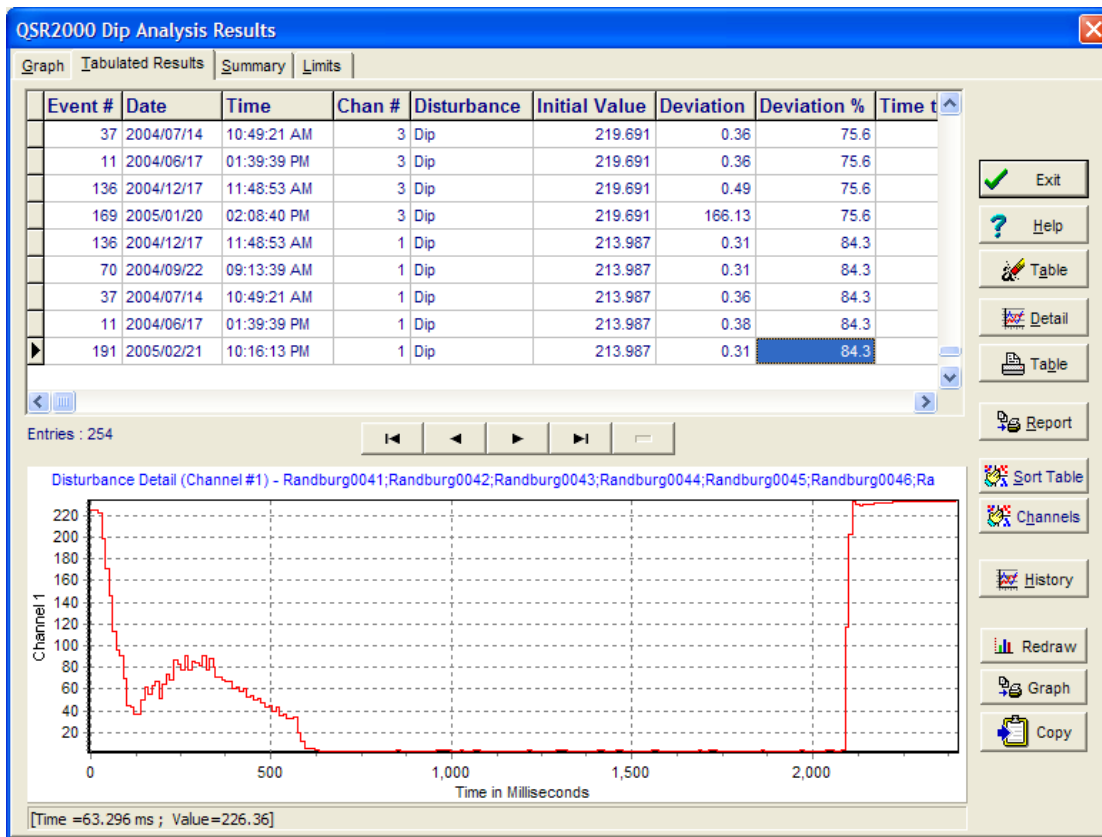 QSR2000 Dip Analysis Results
Graph Tabulated Results Summary Limits
Event # Date Time Chan # Disturbance Initial Value Deviation Deviation % Time t
37 2004/07/14 10:49:21 AM 3 Dip 219.691 0.36 75.6
11 2004/06/17 01:39:39 PM 3 Dip 219.691 0.36 75.6
136 2004/12/17 11:48:53 AM 3 Dip 219.691 0.49 75.6
169 2005/01/20 02:08:40 PM 3 Dip 219.691 166.13 75.6
136 2004/12/17 11:48:53 AM 1 Dip 213.987 0.31 84.3
70 2004/09/22 09:13:39 AM 1 Dip 213.987 0.31 84.3
37 2004/07/14 10:49:21 AM 1 Dip 213.987 0.36 84.3
11 2004/06/17 01:39:39 PM 1 Dip 213.987 0.38 84.3
191 2005/02/21 10:16:13 PM 1 Dip 213.987 0.31 84.3
Entries : 254
Exit
Help
Table
Detail
Table
Report
Sort Table
Channels
History
Redraw
Graph
Copy
Disturbance Detail (Channel #1) - Randburg0041;Randburg0042;Randburg0043;Randburg0044;Randburg0045;Randburg0046;Ra
Channel 1
220
200
180
160
140
120
100
80
60
40
20
0 500 1,000 1,500 2,000
Time in Milliseconds
[Time =63.296 ms ; Value=226.36]